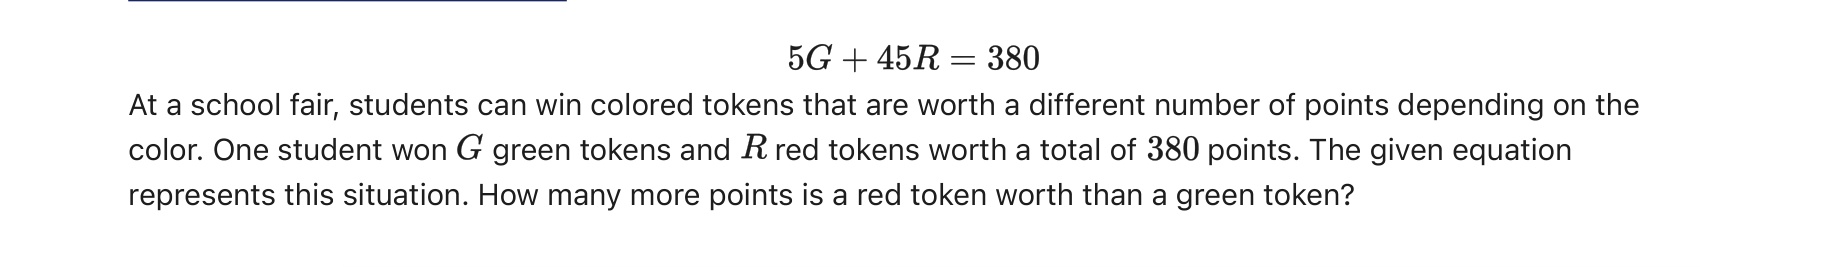 5G + 45R = 380
At a school fair, students can win colored tokens that are worth a different number of points depending on the
color. One student won G green tokens and R red tokens worth a total of 380 points. The given equation
represents this situation. How many more points is a red token worth than a green token?